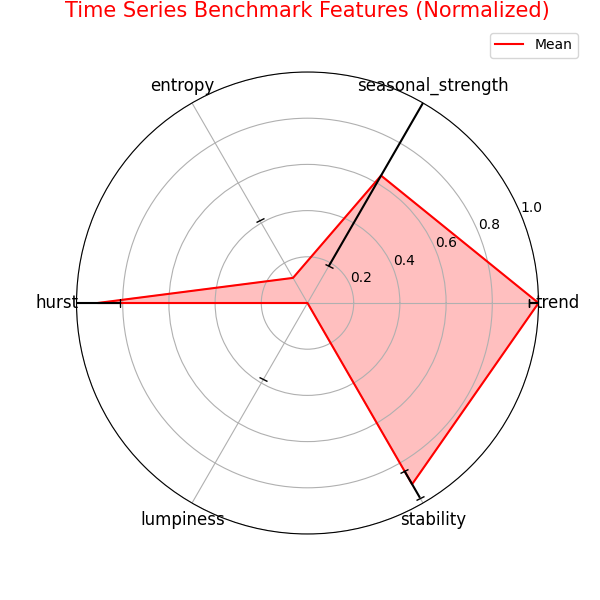 Time Series Benchmark Features (Normalized)
Mean
entropy
seasonal_strength
1.0
0.8
0.6
0.4
0.2
hurst
trend
lumpiness
stability